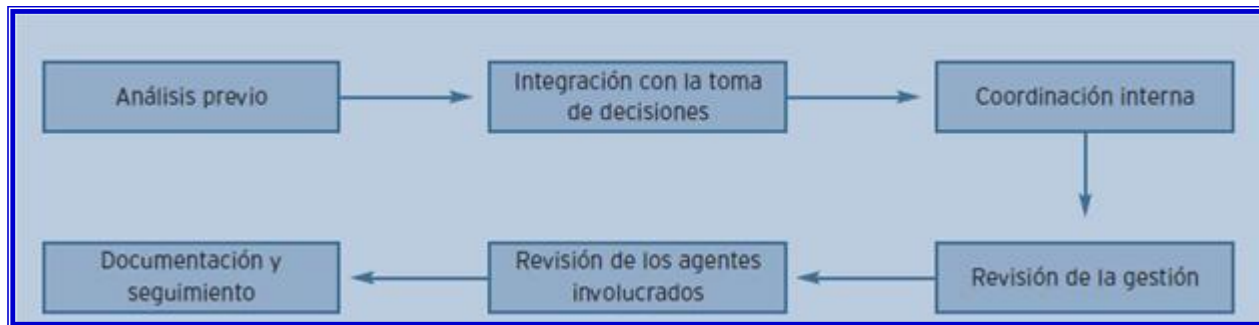 Análisis previo
Integración con la toma
de decisiones
Coordinación interna
Documentación y
seguimiento
Revisión de los agentes
involucrados
Revisión de la gestión